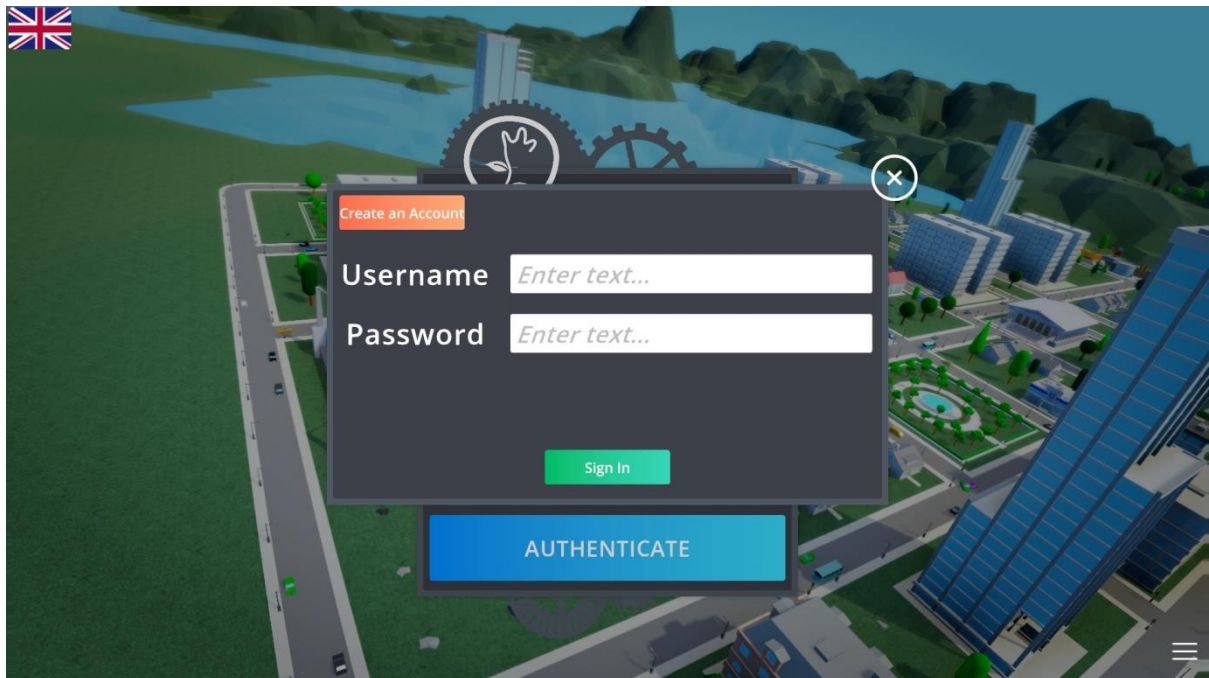 Create an Account
Username Enter text...
Password Enter text...
Sign In
AUTHENTICATE